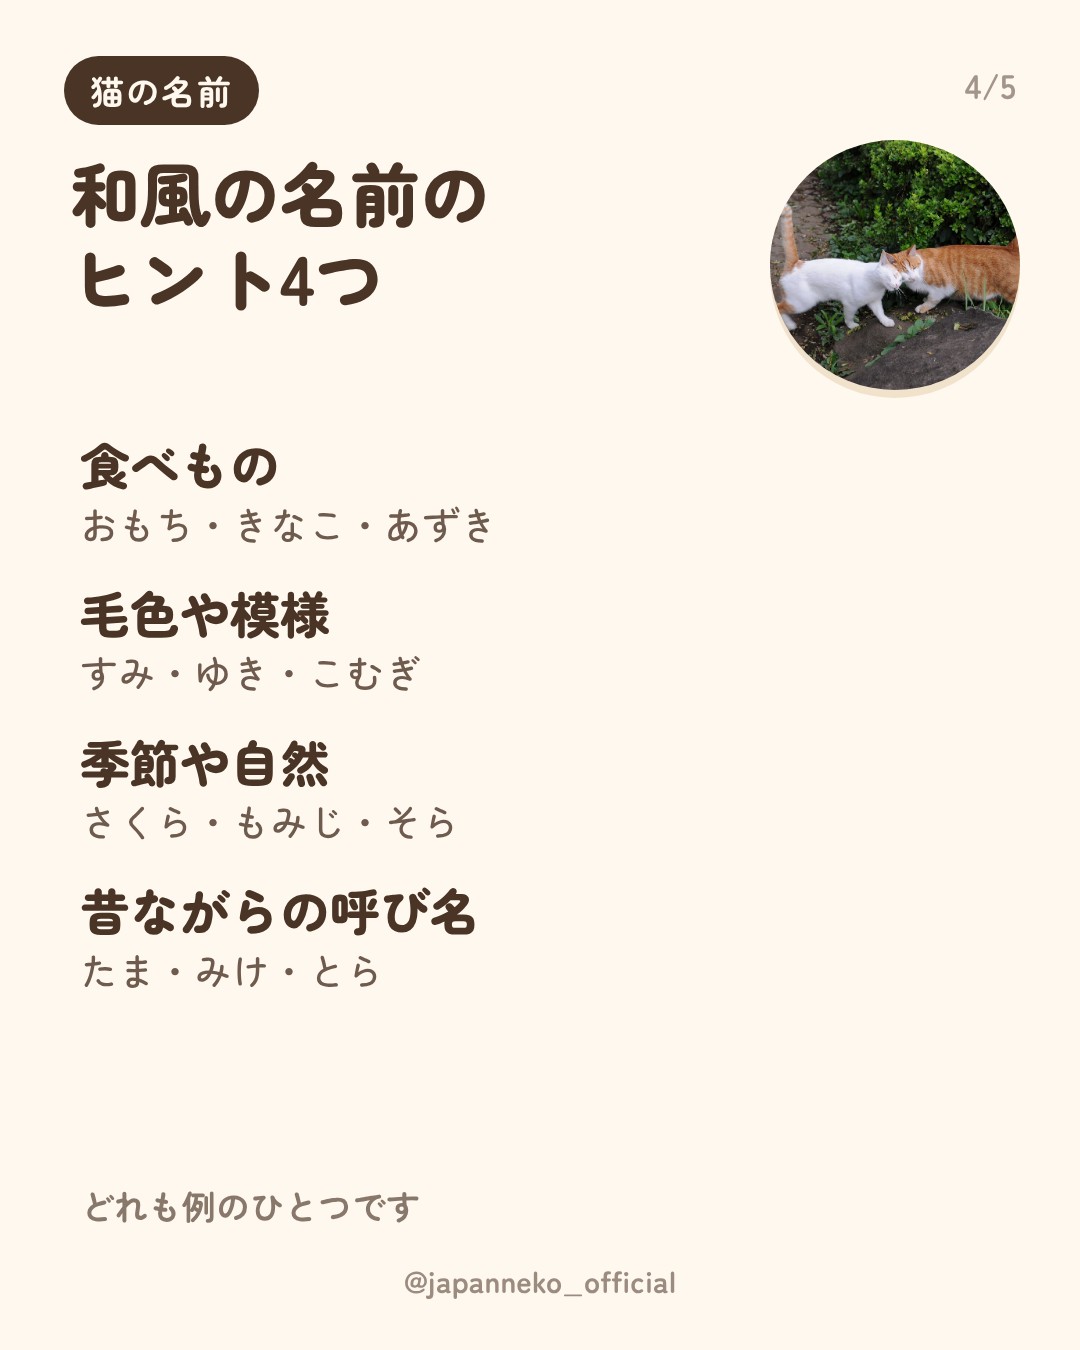 猫の名前
4/5
和風の名前の
ヒント4つ
食べもの
おもち・きなこ・あずき
毛色や模様
すみ・ゆき・こむぎ
季節や自然
さくら・もみじ・そら
昔ながらの呼び名
たま・みけ・とら
どれも例のひとつです
@japanneko_official